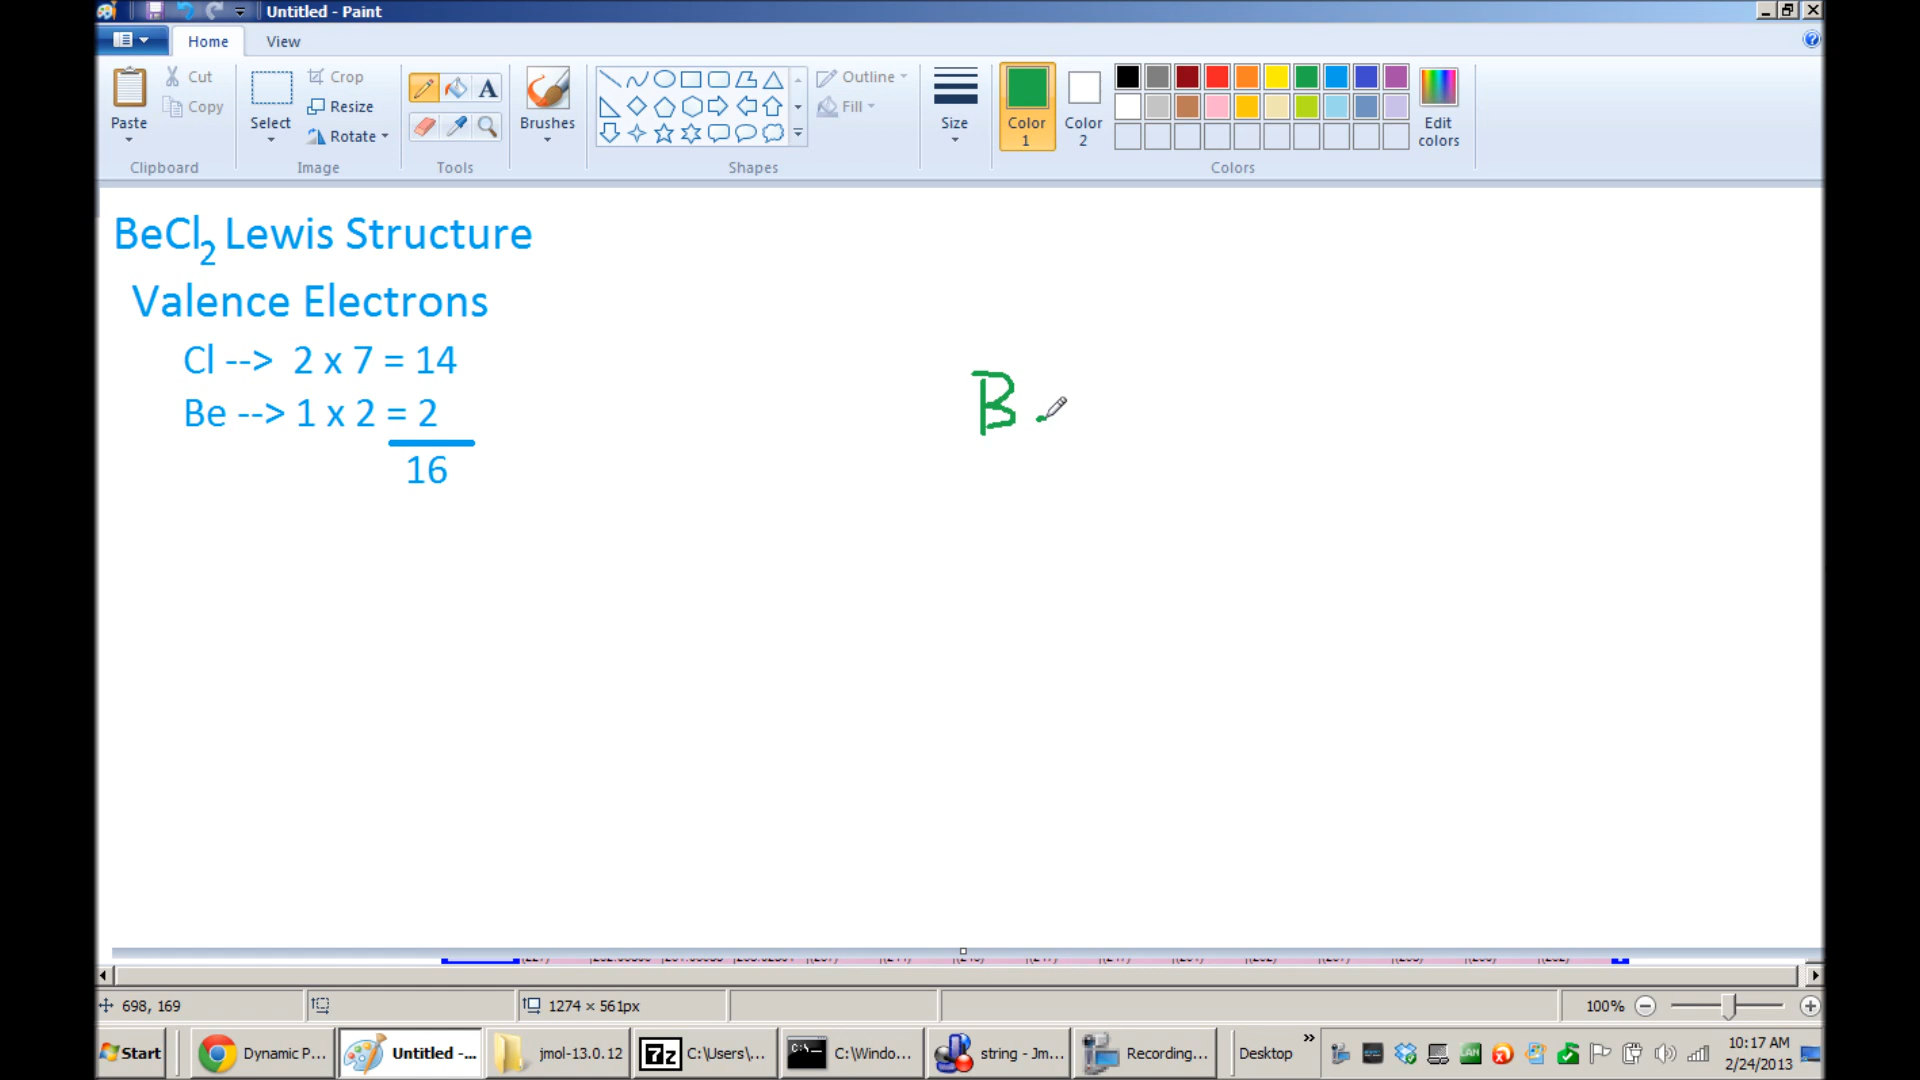 Untitled - Paint
Home View
Paste Cut Copy Select Crop Resize Rotate A Brushes Outline Fill Size Color 1 Color 2 Edit colors
Clipboard Image Tools Shapes Colors
BeCl2 Lewis Structure
Valence Electrons
Cl --> 2 x 7 = 14
Be --> 1 x 2 = 2
16
B
698, 169 1274 × 561px 100%
Start Dynamic P... Untitled -... jmol-13.0.12 7z C:\Users\... C:\Windo... string - Jm... Recording... Desktop » LAN 10:17 AM
2/24/2013